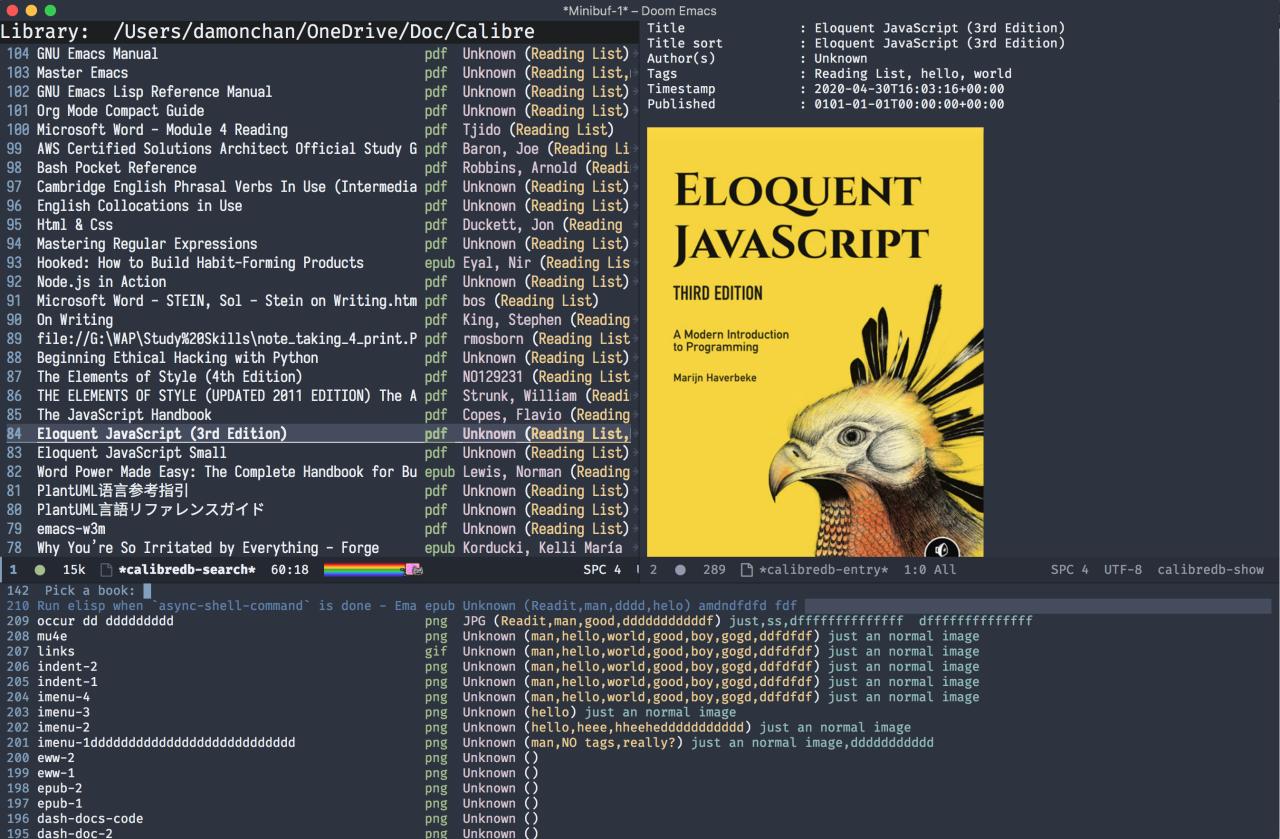 *Minibuf-1* – Doom Emacs
Library: /Users/damonchan/OneDrive/Doc/Calibre
104 GNU Emacs Manual pdf Unknown (Reading List)
103 Master Emacs pdf Unknown (Reading List,
102 GNU Emacs Lisp Reference Manual pdf Unknown (Reading List)
101 Org Mode Compact Guide pdf Unknown (Reading List)
100 Microsoft Word - Module 4 Reading pdf Tjido (Reading List)
99 AWS Certified Solutions Architect Official Study G pdf Baron, Joe (Reading Li
98 Bash Pocket Reference pdf Robbins, Arnold (Readi
97 Cambridge English Phrasal Verbs In Use (Intermedia pdf Unknown (Reading List)
96 English Collocations in Use pdf Unknown (Reading List)
95 Html & Css pdf Duckett, Jon (Reading
94 Mastering Regular Expressions pdf Unknown (Reading List)
93 Hooked: How to Build Habit-Forming Products epub Eyal, Nir (Reading Lis
92 Node.js in Action pdf Unknown (Reading List)
91 Microsoft Word - STEIN, Sol - Stein on Writing.htm pdf bos (Reading List)
90 On Writing pdf King, Stephen (Reading
89 file://G:\WAP\Study%20Skills\note_taking_4_print.P pdf rmosborn (Reading List
88 Beginning Ethical Hacking with Python pdf Unknown (Reading List)
87 The Elements of Style (4th Edition) pdf NO129231 (Reading List
86 THE ELEMENTS OF STYLE (UPDATED 2011 EDITION) The A pdf Strunk, William (Readi
85 The JavaScript Handbook pdf Copes, Flavio (Reading
84 Eloquent JavaScript (3rd Edition) pdf Unknown (Reading List,
83 Eloquent JavaScript Small pdf Unknown (Reading List)
82 Word Power Made Easy: The Complete Handbook for Bu epub Lewis, Norman (Reading
81 PlantUML语言参考指引 pdf Unknown (Reading List)
80 PlantUML言語リファレンスガイド pdf Unknown (Reading List)
79 emacs-w3m pdf Unknown (Reading List)
78 Why You're So Irritated by Everything - Forge epub Korducki, Kelli María
1 15k *calibredb-search* 60:18 SPC 4
Title : Eloquent JavaScript (3rd Edition)
Title sort : Eloquent JavaScript (3rd Edition)
Author(s) : Unknown
Tags : Reading List, hello, world
Timestamp : 2020-04-30T16:03:16+00:00
Published : 0101-01-01T00:00:00+00:00
ELOQUENT
JAVASCRIPT
THIRD EDITION
A Modern Introduction
to Programming
Marijn Haverbeke
2 289 *calibredb-entry* 1:0 All SPC 4 UTF-8 calibredb-show
142 Pick a book:
210 Run elisp when `async-shell-command` is done - Ema epub Unknown (Readit,man,dddd,helo) amdndfdfd fdf
209 occur dd ddddddddd png JPG (Readit,man,good,dddddddddddf) just,ss,dffffffffffffff dffffffffffffff
208 mu4e png Unknown (man,hello,world,good,boy,gogd,ddfdfdf) just an normal image
207 links gif Unknown (man,hello,world,good,boy,gogd,ddfdfdf) just an normal image
206 indent-2 png Unknown (man,hello,world,good,boy,gogd,ddfdfdf) just an normal image
205 indent-1 png Unknown (man,hello,world,good,boy,gogd,ddfdfdf) just an normal image
204 imenu-4 png Unknown (man,hello,world,good,boy,gogd,ddfdfdf) just an normal image
203 imenu-3 png Unknown (hello) just an normal image
202 imenu-2 png Unknown (hello,heee,hheehedddddddddddd) just an normal image
201 imenu-1ddddddddddddddddddddddddddd png Unknown (man,NO tags,really?) just an normal image,ddddddddddd
200 eww-2 png Unknown ()
199 eww-1 png Unknown ()
198 epub-2 png Unknown ()
197 epub-1 png Unknown ()
196 dash-docs-code png Unknown ()
195 dash-doc-2 png Unknown ()